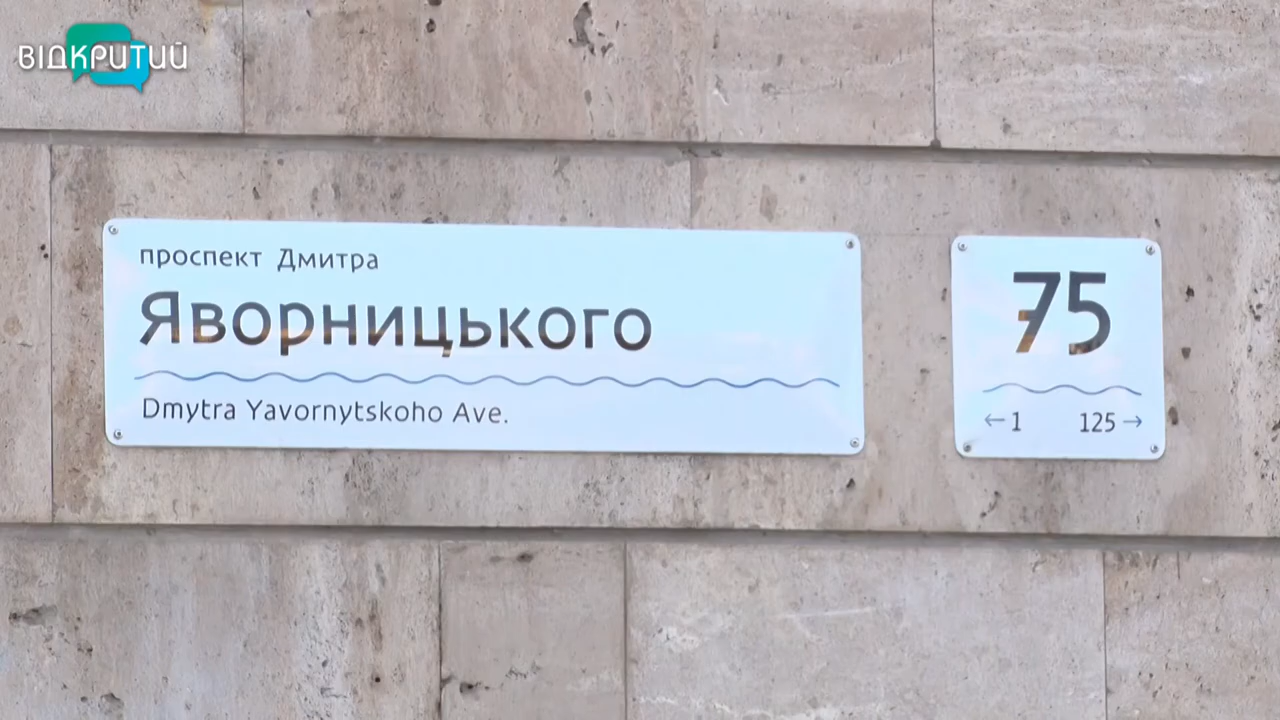 ВІДКРИТИЙ
проспект Дмитра
Яворницького
Dmytra Yavornytskoho Ave.
75
←1 125→